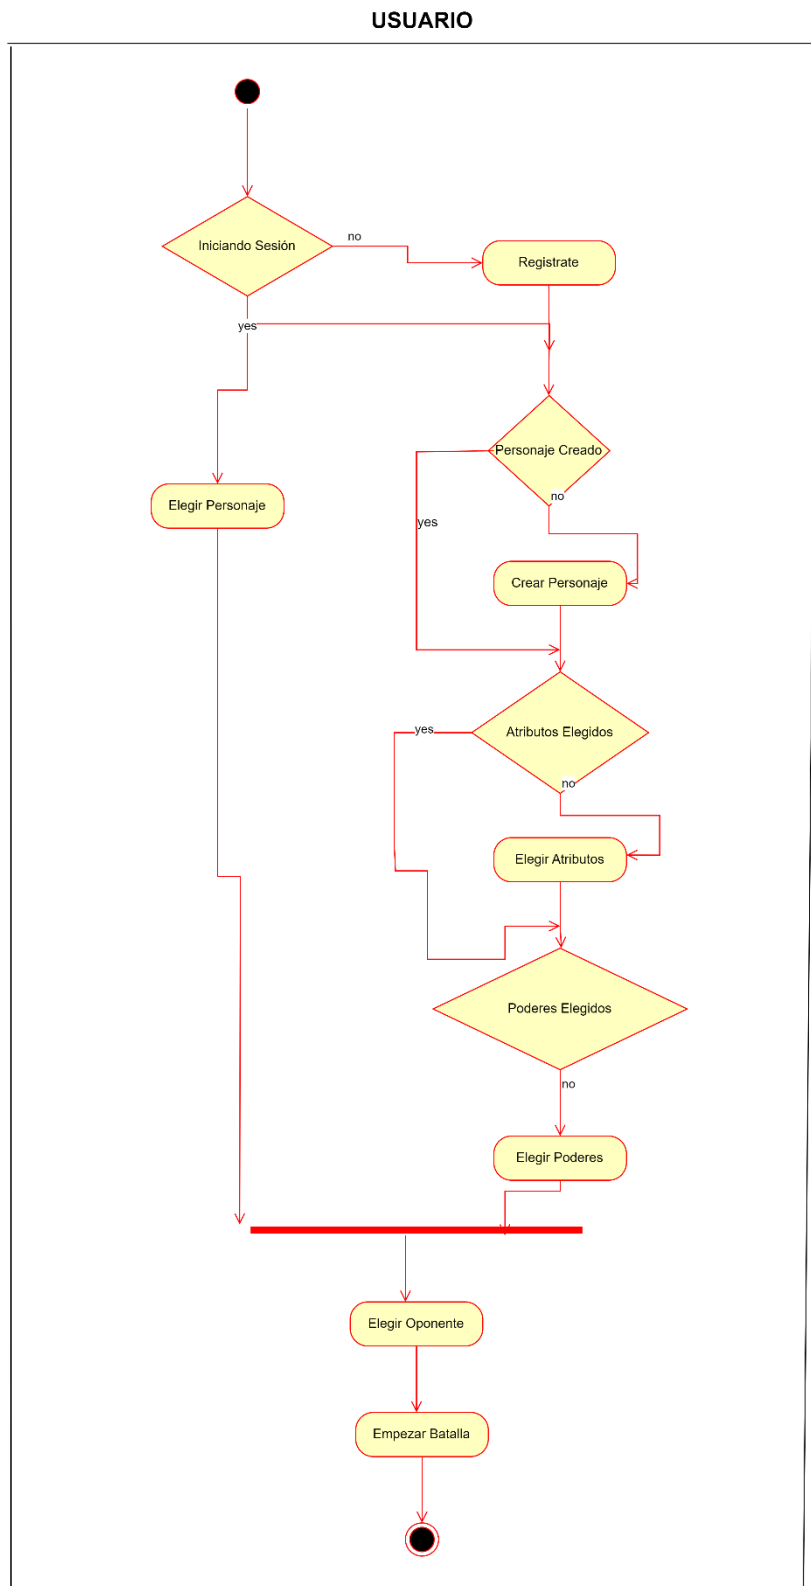 USUARIO
Iniciando Sesión
no
Registrate
yes
Personaje Creado
no
Elegir Personaje
yes
Crear Personaje
yes
Atributos Elegidos
no
Elegir Atributos
Poderes Elegidos
no
Elegir Poderes
Elegir Oponente
Empezar Batalla